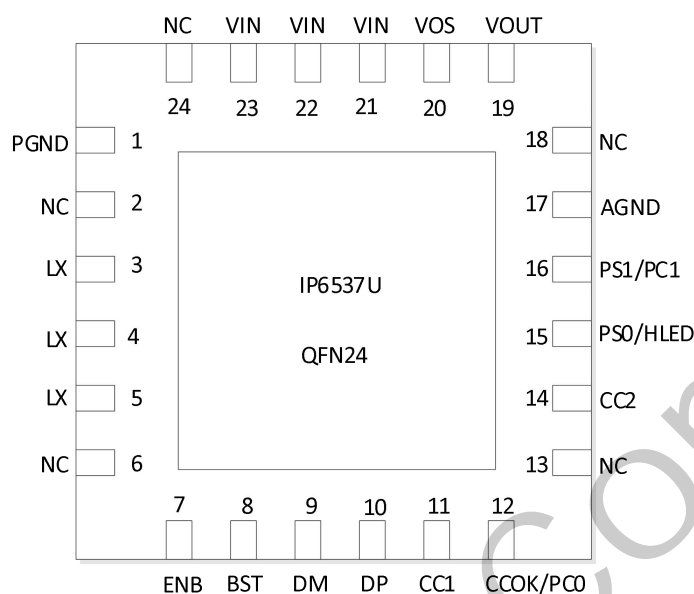 NC VIN VIN VIN VOS VOUT
24 23 22 21 20 19
PGND 1 18 NC
NC 2 17 AGND
LX 3 16 PS1/PC1
IP6537U
LX 4 15 PS0/HLED
QFN24
LX 5 14 CC2
NC 6 13 NC
7 8 9 10 11 12
ENB BST DM DP CC1 CCOK/PC0